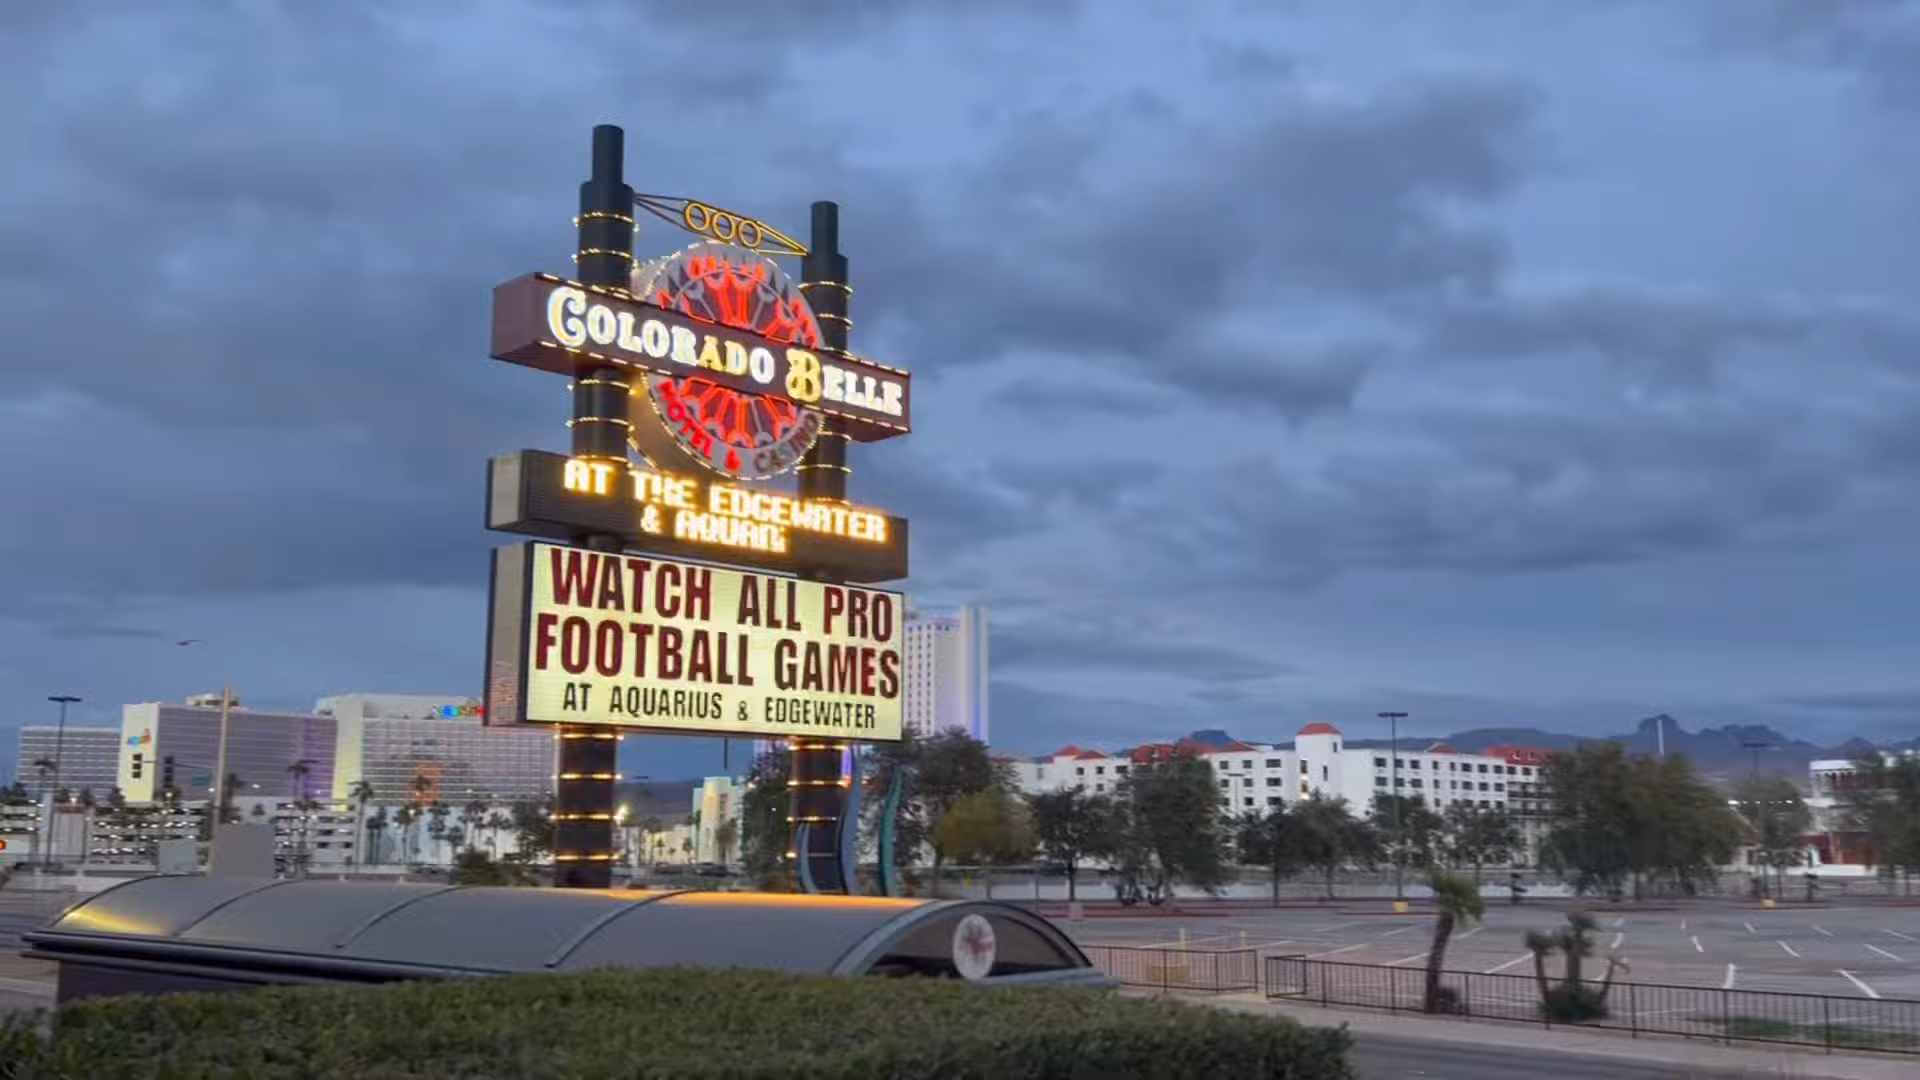 COLORADO BELLE
HOTEL & CASINO
AT THE EDGEWATER
&
WATCH ALL PRO
FOOTBALL GAMES
AT AQUARIUS & EDGEWATER